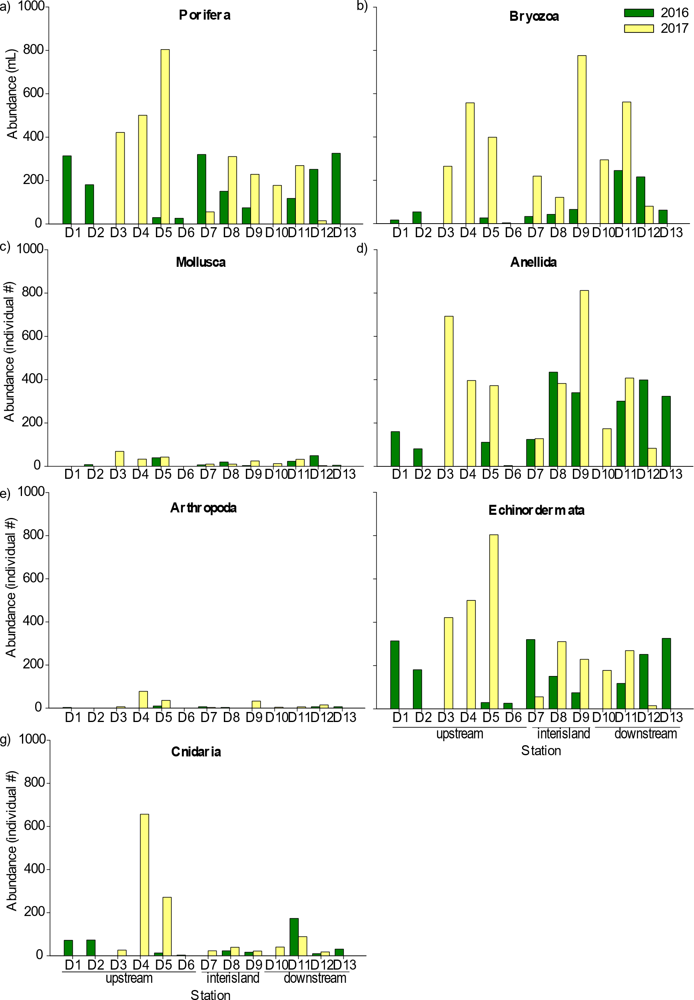 a)
Porifera
1000
800
600
400
200
0
Abundance (mL)
D1 D2 D3 D4 D5 D6 D7 D8 D9 D10 D11 D12 D13
b)
Bryozoa
2016
2017
D1 D2 D3 D4 D5 D6 D7 D8 D9 D10 D11 D12 D13
c)
Mollusca
1000
800
600
400
200
0
Abundance (individual #)
D1 D2 D3 D4 D5 D6 D7 D8 D9 D10 D11 D12 D13
d)
Anellida
D1 D2 D3 D4 D5 D6 D7 D8 D9 D10 D11 D12 D13
e)
Arthropoda
1000
800
600
400
200
0
Abundance (individual #)
D1 D2 D3 D4 D5 D6 D7 D8 D9 D10 D11 D12 D13
Echinordermata
D1 D2 D3 D4 D5 D6 D7 D8 D9 D10 D11 D12 D13
upstream interisland downstream
Station
g)
Cnidaria
1000
800
600
400
200
0
Abundance (individual #)
D1 D2 D3 D4 D5 D6 D7 D8 D9 D10 D11 D12 D13
upstream interisland downstream
Station